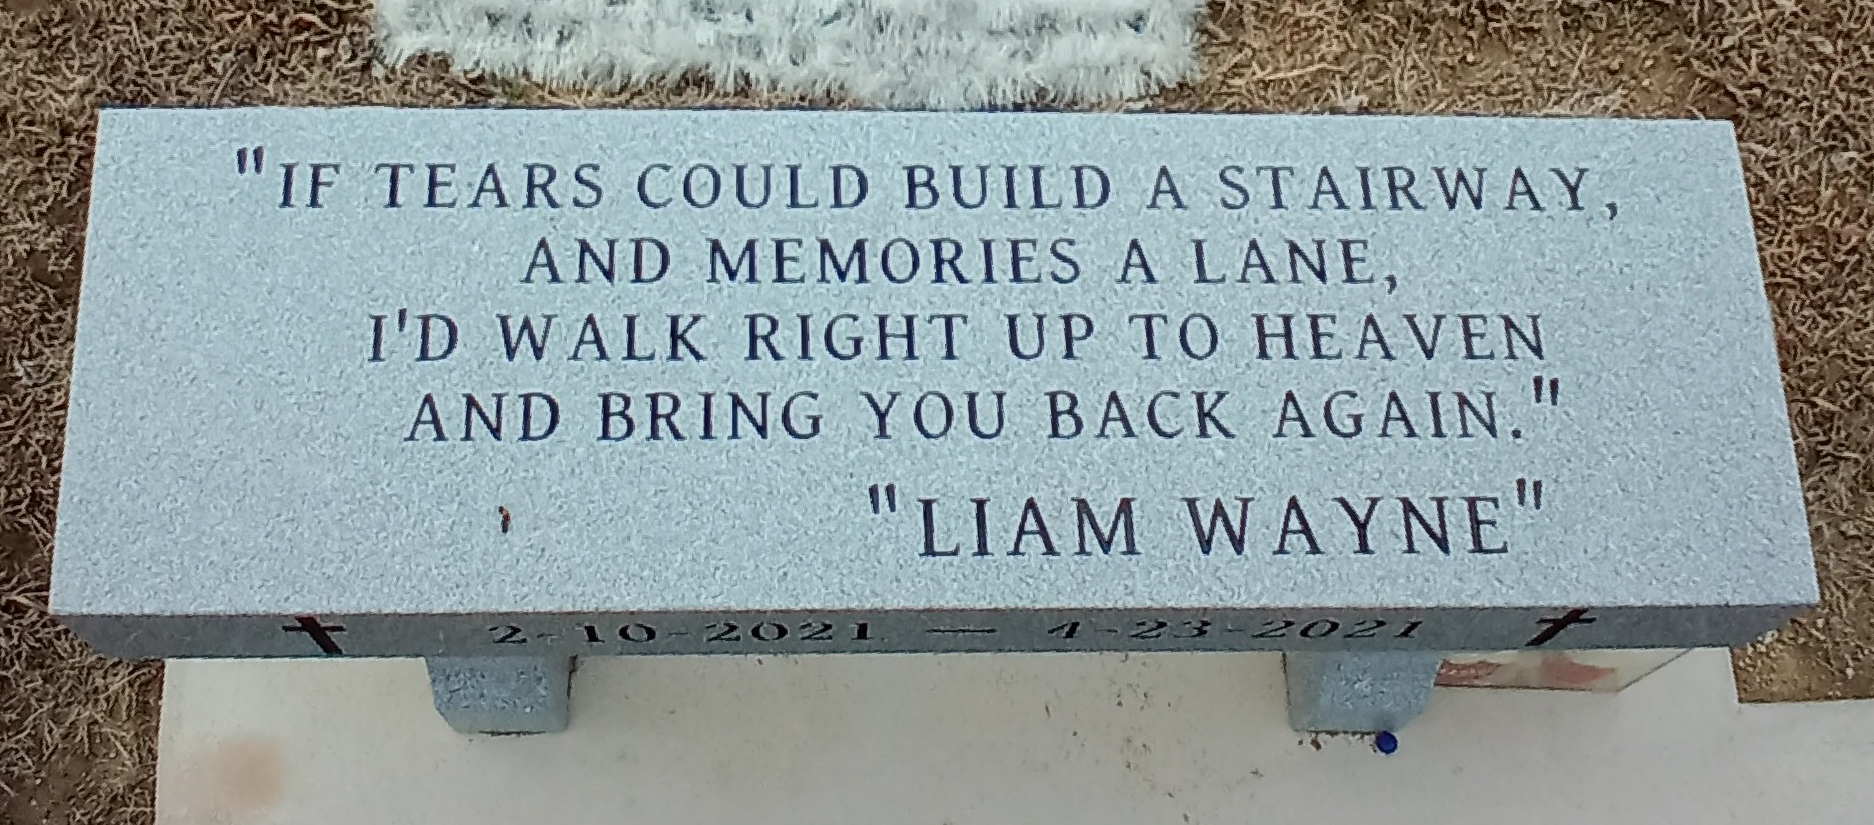 "IF TEARS COULD BUILD A STAIRWAY,
AND MEMORIES A LANE,
I'D WALK RIGHT UP TO HEAVEN
AND BRING YOU BACK AGAIN."
"LIAM WAYNE"
2-10-2021 — 4-23-2021